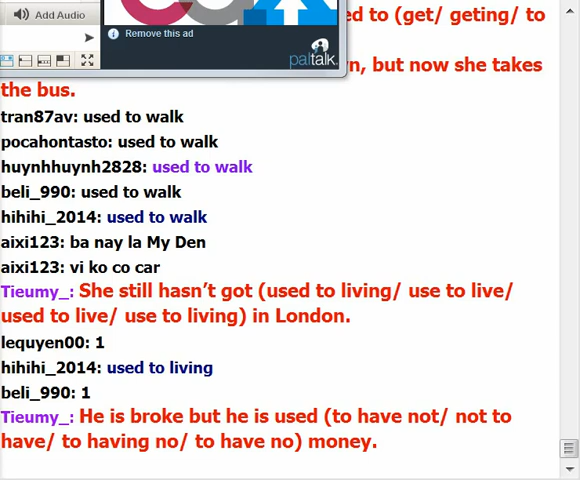 Add Audio
ed to (get/ geting/ to
Remove this ad
paltalk.
n, but now she takes
the bus.
tran87av: used to walk
pocahontasto: used to walk
huynhhuynh2828: used to walk
beli_990: used to walk
hihihi_2014: used to walk
aixi123: ba nay la My Den
aixi123: vi ko co car
Tieumy_: She still hasn't got (used to living/ use to live/
used to live/ use to living) in London.
lequyen00: 1
hihihi_2014: used to living
beli_990: 1
Tieumy_: He is broke but he is used (to have not/ not to
have/ to having no/ to have no) money.